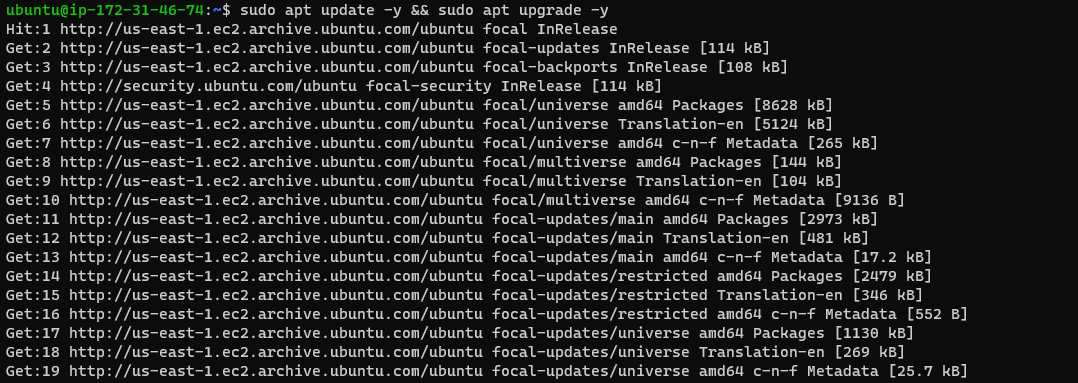 ubuntu@ip-172-31-46-74:~$ sudo apt update -y && sudo apt upgrade -y
Hit:1 http://us-east-1.ec2.archive.ubuntu.com/ubuntu focal InRelease
Get:2 http://us-east-1.ec2.archive.ubuntu.com/ubuntu focal-updates InRelease [114 kB]
Get:3 http://us-east-1.ec2.archive.ubuntu.com/ubuntu focal-backports InRelease [108 kB]
Get:4 http://security.ubuntu.com/ubuntu focal-security InRelease [114 kB]
Get:5 http://us-east-1.ec2.archive.ubuntu.com/ubuntu focal/universe amd64 Packages [8628 kB]
Get:6 http://us-east-1.ec2.archive.ubuntu.com/ubuntu focal/universe Translation-en [5124 kB]
Get:7 http://us-east-1.ec2.archive.ubuntu.com/ubuntu focal/universe amd64 c-n-f Metadata [265 kB]
Get:8 http://us-east-1.ec2.archive.ubuntu.com/ubuntu focal/multiverse amd64 Packages [144 kB]
Get:9 http://us-east-1.ec2.archive.ubuntu.com/ubuntu focal/multiverse Translation-en [104 kB]
Get:10 http://us-east-1.ec2.archive.ubuntu.com/ubuntu focal/multiverse amd64 c-n-f Metadata [9136 B]
Get:11 http://us-east-1.ec2.archive.ubuntu.com/ubuntu focal-updates/main amd64 Packages [2973 kB]
Get:12 http://us-east-1.ec2.archive.ubuntu.com/ubuntu focal-updates/main Translation-en [481 kB]
Get:13 http://us-east-1.ec2.archive.ubuntu.com/ubuntu focal-updates/main amd64 c-n-f Metadata [17.2 kB]
Get:14 http://us-east-1.ec2.archive.ubuntu.com/ubuntu focal-updates/restricted amd64 Packages [2479 kB]
Get:15 http://us-east-1.ec2.archive.ubuntu.com/ubuntu focal-updates/restricted Translation-en [346 kB]
Get:16 http://us-east-1.ec2.archive.ubuntu.com/ubuntu focal-updates/restricted amd64 c-n-f Metadata [552 B]
Get:17 http://us-east-1.ec2.archive.ubuntu.com/ubuntu focal-updates/universe amd64 Packages [1130 kB]
Get:18 http://us-east-1.ec2.archive.ubuntu.com/ubuntu focal-updates/universe Translation-en [269 kB]
Get:19 http://us-east-1.ec2.archive.ubuntu.com/ubuntu focal-updates/universe amd64 c-n-f Metadata [25.7 kB]